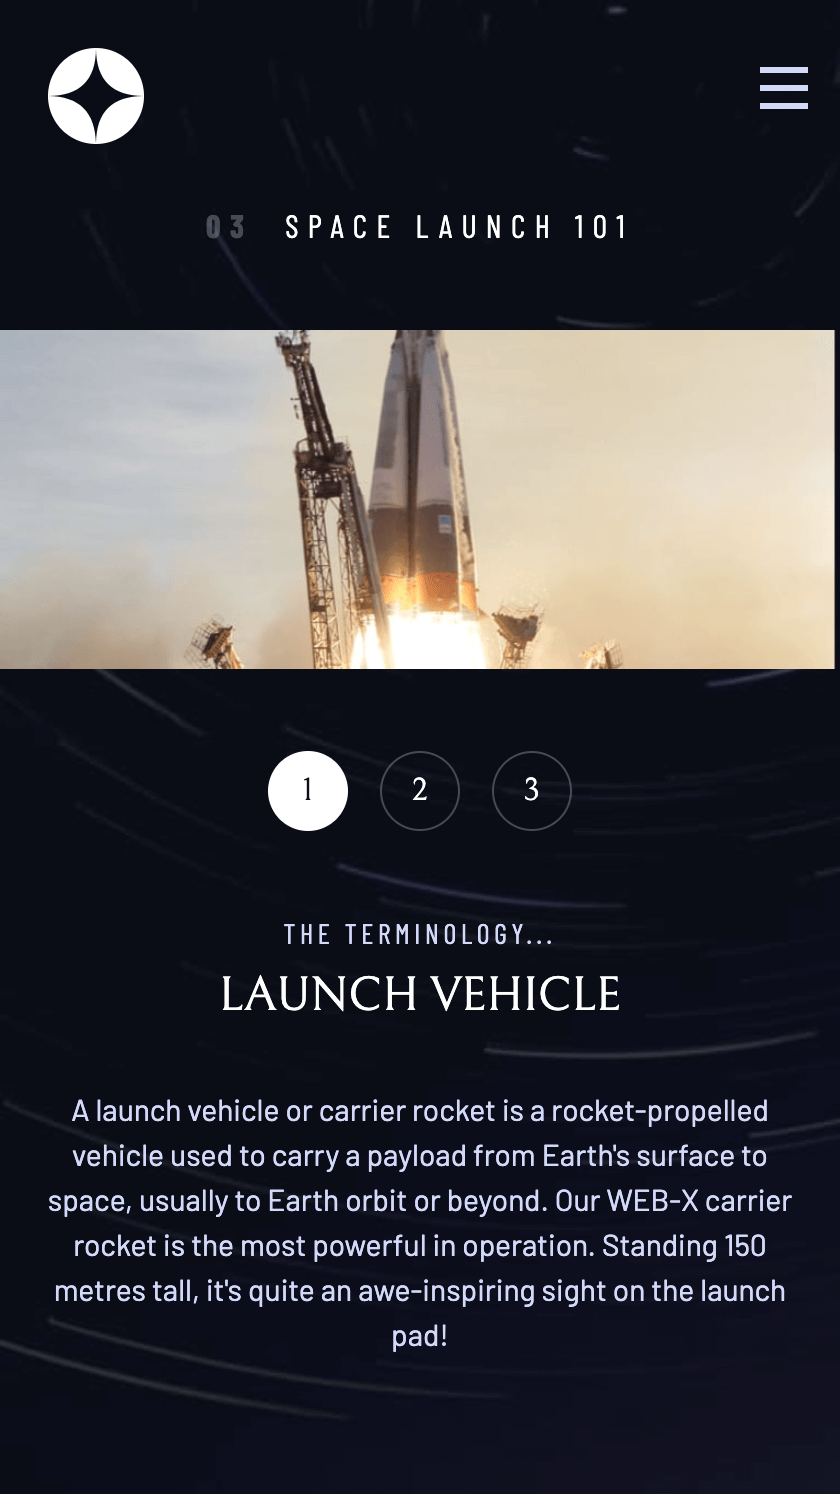 03 SPACE LAUNCH 101
1 2 3
THE TERMINOLOGY...
LAUNCH VEHICLE
A launch vehicle or carrier rocket is a rocket-propelled
vehicle used to carry a payload from Earth's surface to
space, usually to Earth orbit or beyond. Our WEB-X carrier
rocket is the most powerful in operation. Standing 150
metres tall, it's quite an awe-inspiring sight on the launch
pad!